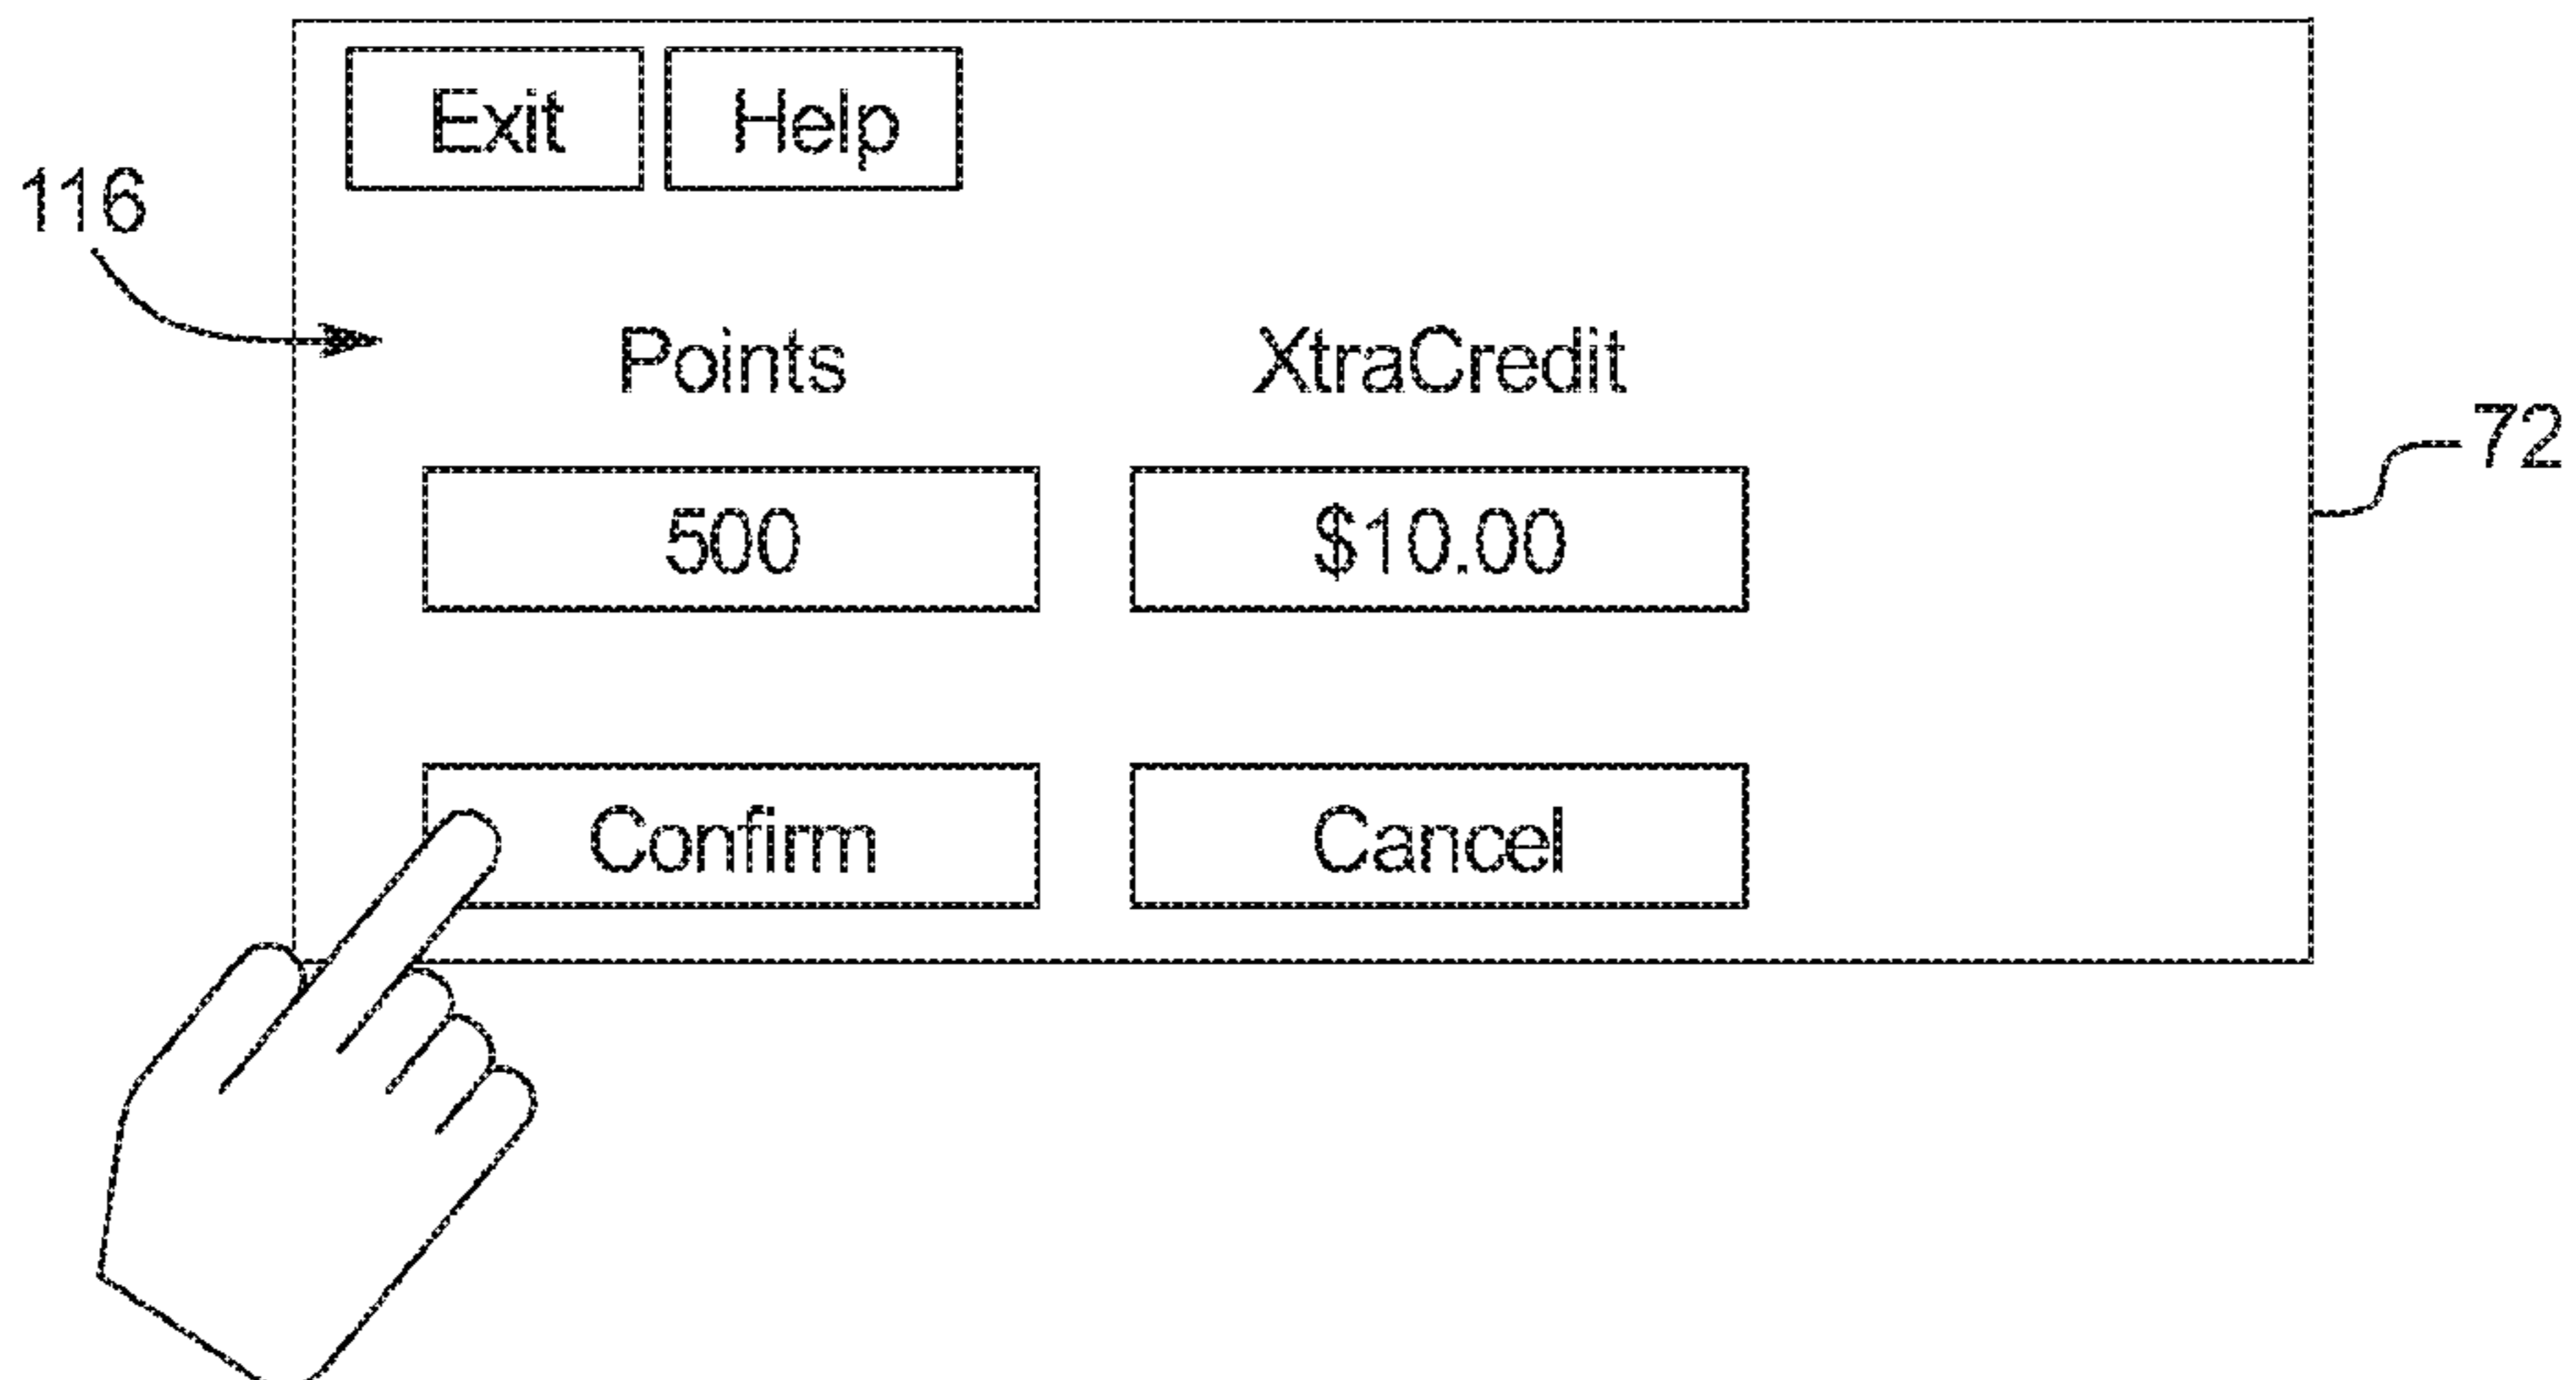 Exit Help
116
Points XtraCredit
72
500 $10.00
Confirm Cancel